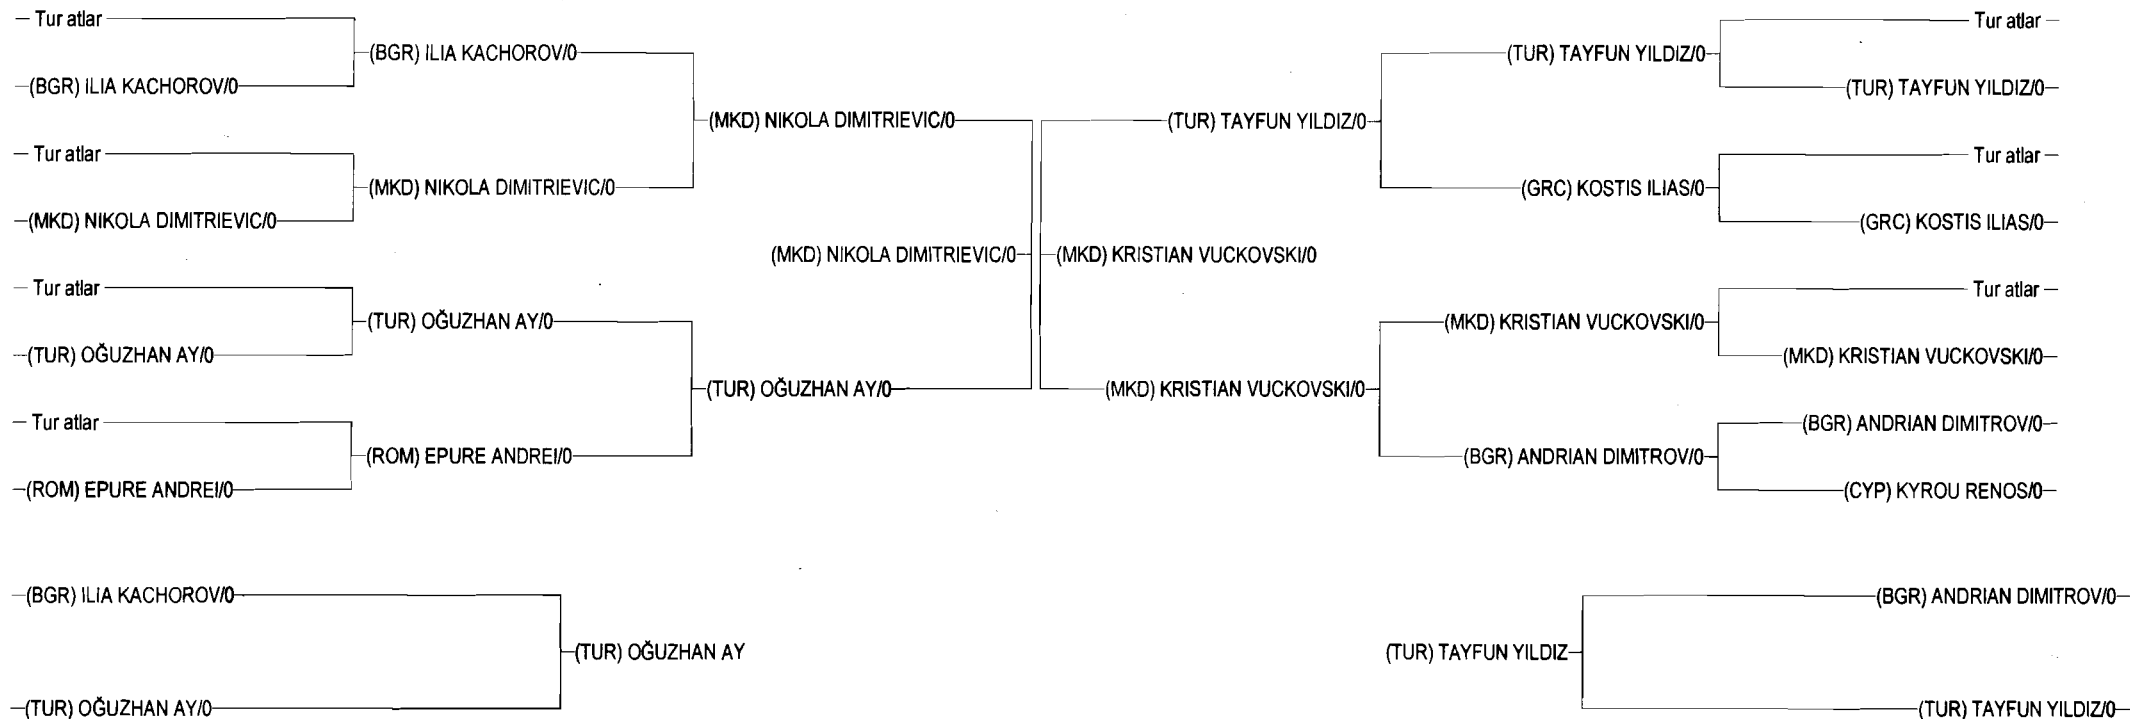 Tur atlar
(BGR) ILIA KACHOROV/0
(BGR) ILIA KACHOROV/0
Tur atlar
(MKD) NIKOLA DIMITRIEVIC/0
(MKD) NIKOLA DIMITRIEVIC/0
(MKD) NIKOLA DIMITRIEVIC/0
Tur atlar
(TUR) OĞUZHAN AY/0
(TUR) OĞUZHAN AY/0
Tur atlar
(ROM) EPURE ANDREI/0
(ROM) EPURE ANDREI/0
(TUR) OĞUZHAN AY/0
(MKD) NIKOLA DIMITRIEVIC/0
(MKD) KRISTIAN VUCKOVSKI/0
(TUR) TAYFUN YILDIZ/0
(TUR) TAYFUN YILDIZ/0
Tur atlar
(TUR) TAYFUN YILDIZ/0
(GRC) KOSTIS ILIAS/0
Tur atlar
(GRC) KOSTIS ILIAS/0
(MKD) KRISTIAN VUCKOVSKI/0
(MKD) KRISTIAN VUCKOVSKI/0
Tur atlar
(MKD) KRISTIAN VUCKOVSKI/0
(BGR) ANDRIAN DIMITROV/0
(BGR) ANDRIAN DIMITROV/0
(CYP) KYROU RENOS/0
(BGR) ILIA KACHOROV/0
(TUR) OĞUZHAN AY
(TUR) OĞUZHAN AY/0
(TUR) TAYFUN YILDIZ
(BGR) ANDRIAN DIMITROV/0
(TUR) TAYFUN YILDIZ/0